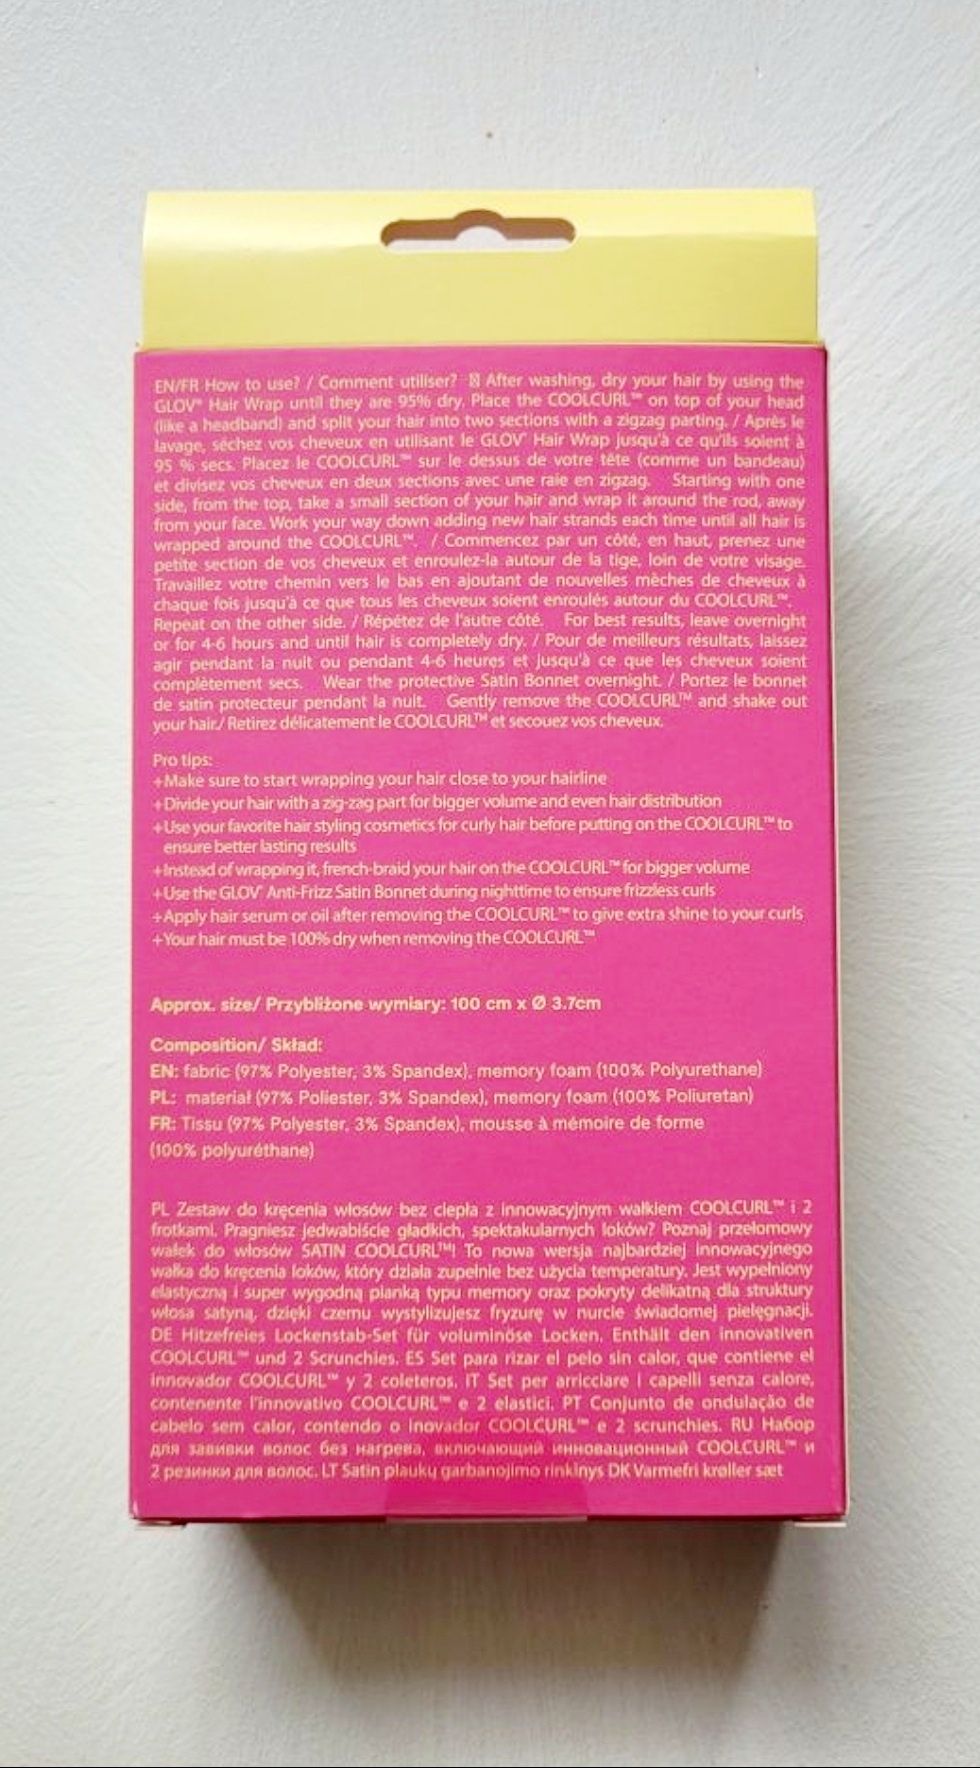 EN/FR How to use? / Comment utiliser? After washing, dry your hair by using the
GLOV® Hair Wrap until they are 95% dry. Place the COOLCURL™ on top of your head
(like a headband) and split your hair into two sections with a zigzag parting. / Après le
lavage, séchez vos cheveux en utilisant le GLOV® Hair Wrap jusqu'à ce qu'ils soient à
95 % secs. Placez le COOLCURL™ sur le dessus de votre tête (comme un bandeau)
et divisez vos cheveux en deux sections avec une raie en zigzag. Starting with one
side, from the top, take a small section of your hair and wrap it around the rod, away
from your face. Work your way down adding new hair strands each time until all hair is
wrapped around the COOLCURL™. / Commencez par un côté, en haut, prenez une
petite section de vos cheveux et enroulez-la autour de la tige, loin de votre visage.
Travaillez votre chemin vers le bas en ajoutant de nouvelles mèches de cheveux à
chaque fois jusqu'à ce que tous les cheveux soient enroulés autour du COOLCURL™.
Repeat on the other side. / Répétez de l'autre côté. For best results, leave overnight
or for 4-6 hours and until hair is completely dry. / Pour de meilleurs résultats, laissez
agir pendant la nuit ou pendant 4-6 heures et jusqu'à ce que les cheveux soient
complètement secs. Wear the protective Satin Bonnet overnight. / Portez le bonnet
de satin protecteur pendant la nuit. Gently remove the COOLCURL™ and shake out
your hair./ Retirez délicatement le COOLCURL™ et secouez vos cheveux.
Pro tips:
+Make sure to start wrapping your hair close to your hairline
+Divide your hair with a zig-zag part for bigger volume and even hair distribution
+Use your favorite hair styling cosmetics for curly hair before putting on the COOLCURL™ to
ensure better lasting results
+Instead of wrapping it, french-braid your hair on the COOLCURL™ for bigger volume
+Use the GLOV® Anti-Frizz Satin Bonnet during nighttime to ensure frizzless curls
+Apply hair serum or oil after removing the COOLCURL™ to give extra shine to your curls
+Your hair must be 100% dry when removing the COOLCURL™
Approx. size/ Przybliżone wymiary: 100 cm x Ø 3.7cm
Composition/ Skład:
EN: fabric (97% Polyester, 3% Spandex), memory foam (100% Polyurethane)
PL: materiał (97% Poliester, 3% Spandex), memory foam (100% Poliuretan)
FR: Tissu (97% Polyester, 3% Spandex), mousse à mémoire de forme
(100% polyuréthane)
PL Zestaw do kręcenia włosów bez ciepła z innowacyjnym wałkiem COOLCURL™ i 2
frotkami. Pragniesz jedwabiście gładkich, spektakularnych loków? Poznaj przełomowy
wałek do włosów SATIN COOLCURL™! To nowa wersja najbardziej innowacyjnego
wałka do kręcenia loków, który działa zupełnie bez użycia temperatury. Jest wypełniony
elastyczną i super wygodną pianką typu memory oraz pokryty delikatną dla struktury
włosa satyną, dzięki czemu wystylizujesz fryzurę w nurcie świadomej pielęgnacji.
DE Hitzefreies Lockenstab-Set für voluminöse Locken. Enthält den innovativen
COOLCURL™ und 2 Scrunchies. ES Set para rizar el pelo sin calor, que contiene el
innovador COOLCURL™ y 2 coleteros. IT Set per arricciare i capelli senza calore,
contenente l'innovativo COOLCURL™ e 2 elastici. PT Conjunto de ondulação de
cabelo sem calor, contendo o inovador COOLCURL™ e 2 scrunchies. RU Набор
для завивки волос без нагрева, включающий инновационный COOLCURL™ и
2 резинки для волос. LT Satin plaukų garbanojimo rinkinys DK Varmefri krøller sæt